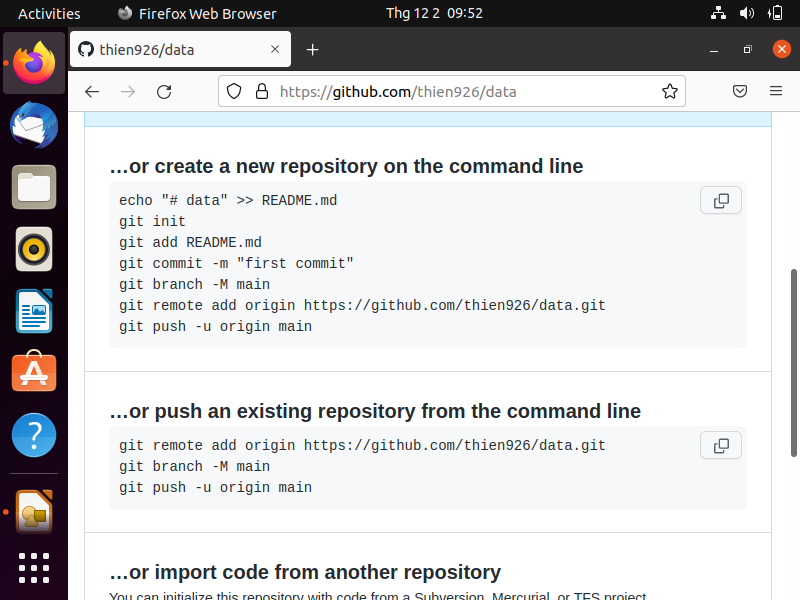 Activities
Firefox Web Browser
Thg 12 2 09:52
thien926/data
https://github.com/thien926/data
…or create a new repository on the command line
echo "# data" >> README.md
git init
git add README.md
git commit -m "first commit"
git branch -M main
git remote add origin https://github.com/thien926/data.git
git push -u origin main
…or push an existing repository from the command line
git remote add origin https://github.com/thien926/data.git
git branch -M main
git push -u origin main
…or import code from another repository
You can initialize this repository with code from a Subversion, Mercurial, or TFS project.